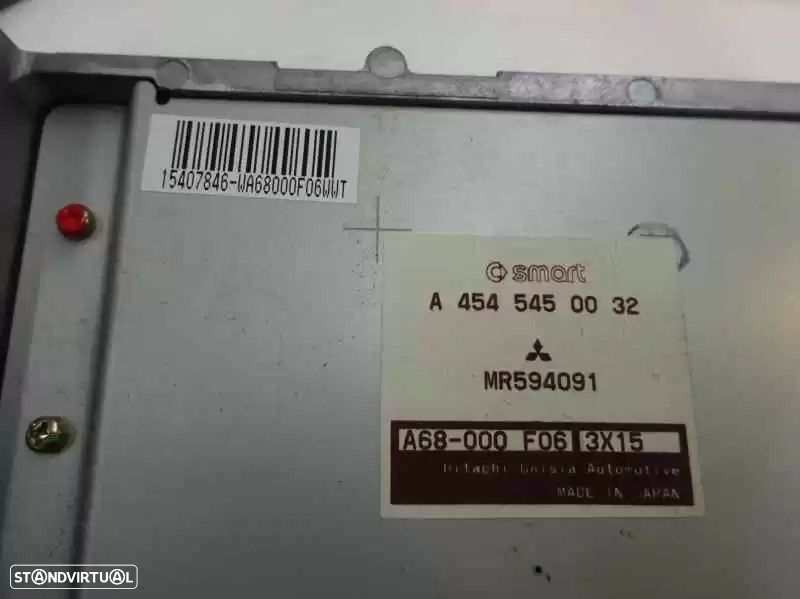 15407846-WA68000F06WWT
smart
A 454 545 00 32
MR594091
A68-000 F06 3X15
Hitachi Unisia Automotive
MADE IN JAPAN
STANDVIRTUAL